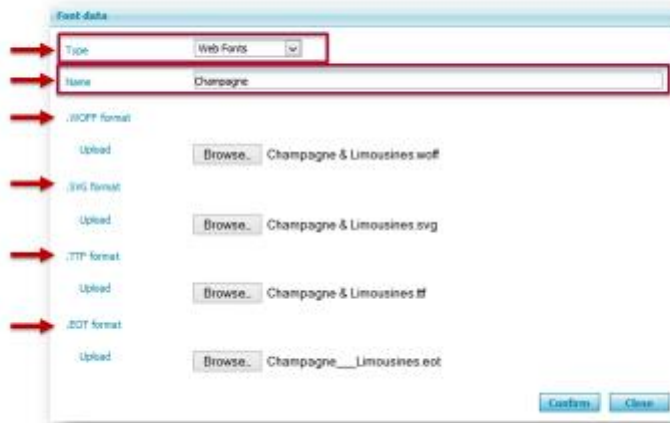 Font data
Type Web Fonts
Name Champagne
.WOFF format
Upload Browse.. Champagne & Limousines.woff
.SVG format
Upload Browse.. Champagne & Limousines.svg
.TTF format
Upload Browse.. Champagne & Limousines.ttf
.EOT format
Upload Browse.. Champagne___Limousines.eot
Confirm Close